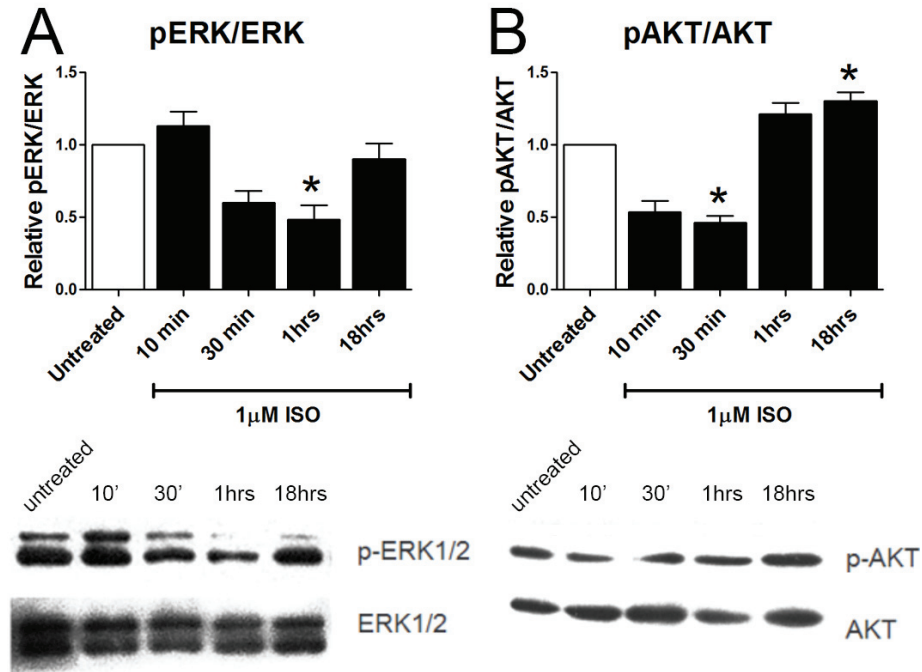 A pERK/ERK
Relative pERK/ERK
1.5
1.0
0.5
0.0
*
Untreated
10 min
30 min
1hrs
18hrs
1µM ISO
untreated 10’ 30’ 1hrs 18hrs
p-ERK1/2
ERK1/2
B pAKT/AKT
Relative pAKT/AKT
1.5
1.0
0.5
0.0
*
*
Untreated
10 min
30 min
1hrs
18hrs
1µM ISO
untreated 10’ 30’ 1hrs 18hrs
p-AKT
AKT